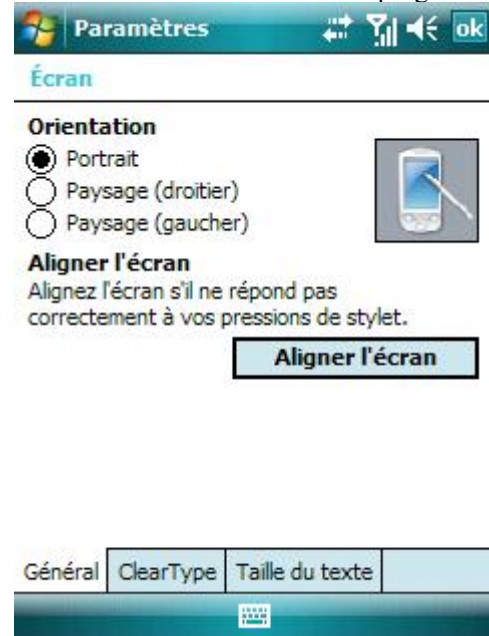 Paramètres ok
Écran
Orientation
Portrait
Paysage (droitier)
Paysage (gaucher)
Aligner l'écran
Alignez l'écran s'il ne répond pas
correctement à vos pressions de stylet.
Aligner l'écran
Général ClearType Taille du texte